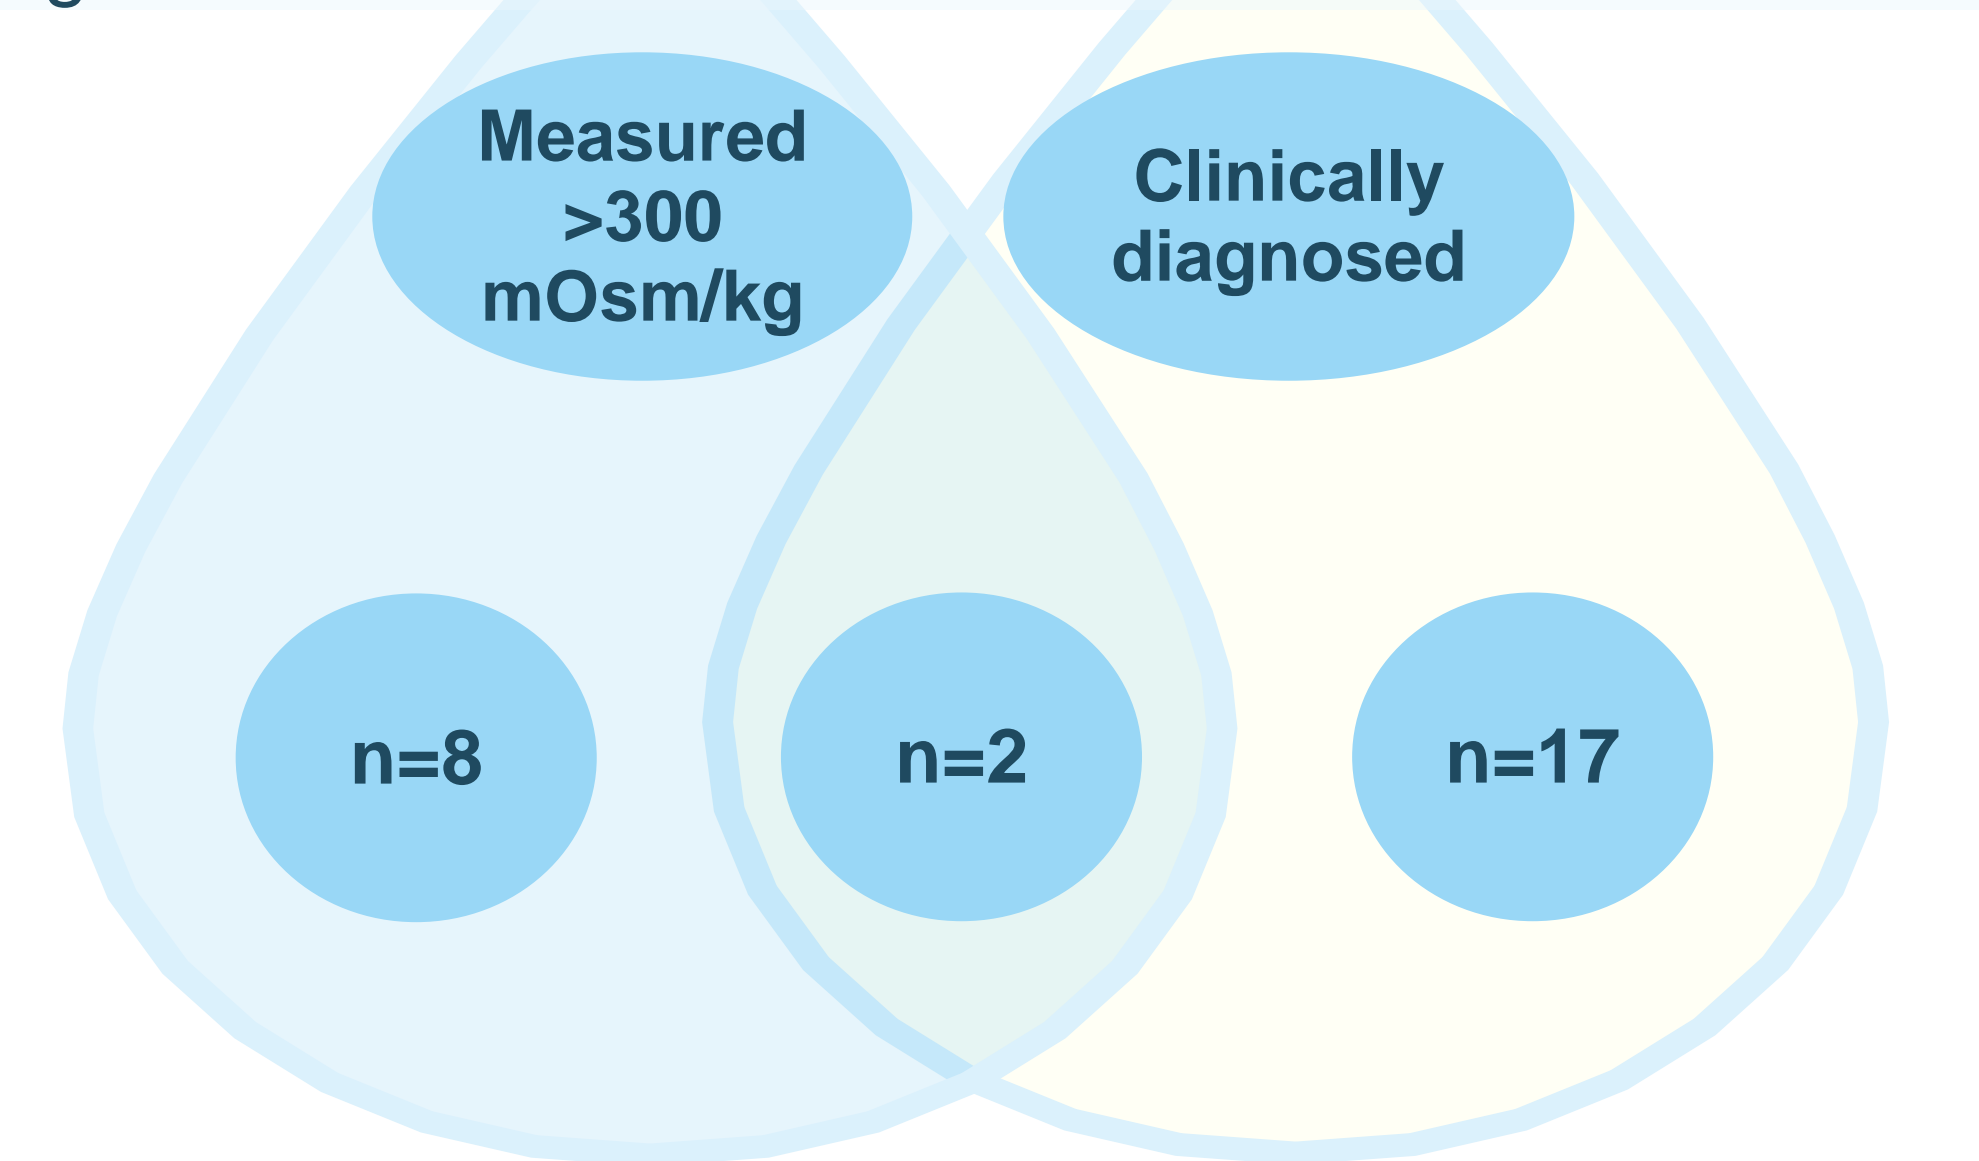 Measured
>300
mOsm/kg
Clinically
diagnosed
n=8
n=2
n=17